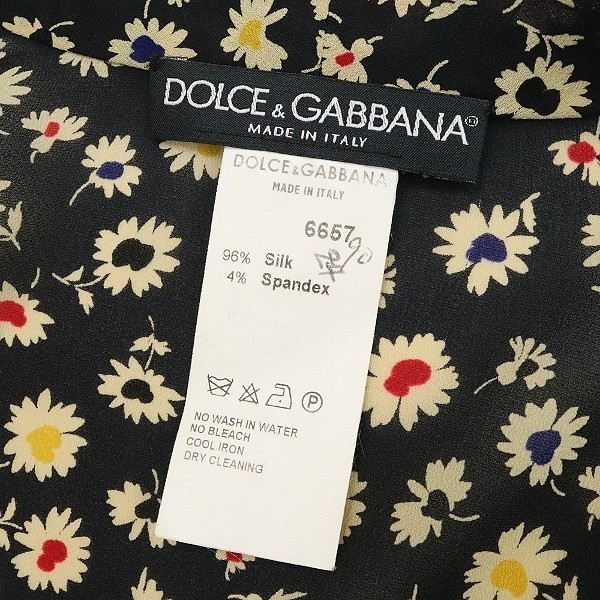 DOLCE & GABBANA®
MADE IN ITALY
DOLCE & GABBANA
MADE IN ITALY
6657
96% Silk
4% Spandex
P
NO WASH IN WATER
NO BLEACH
COOL IRON
DRY CLEANING